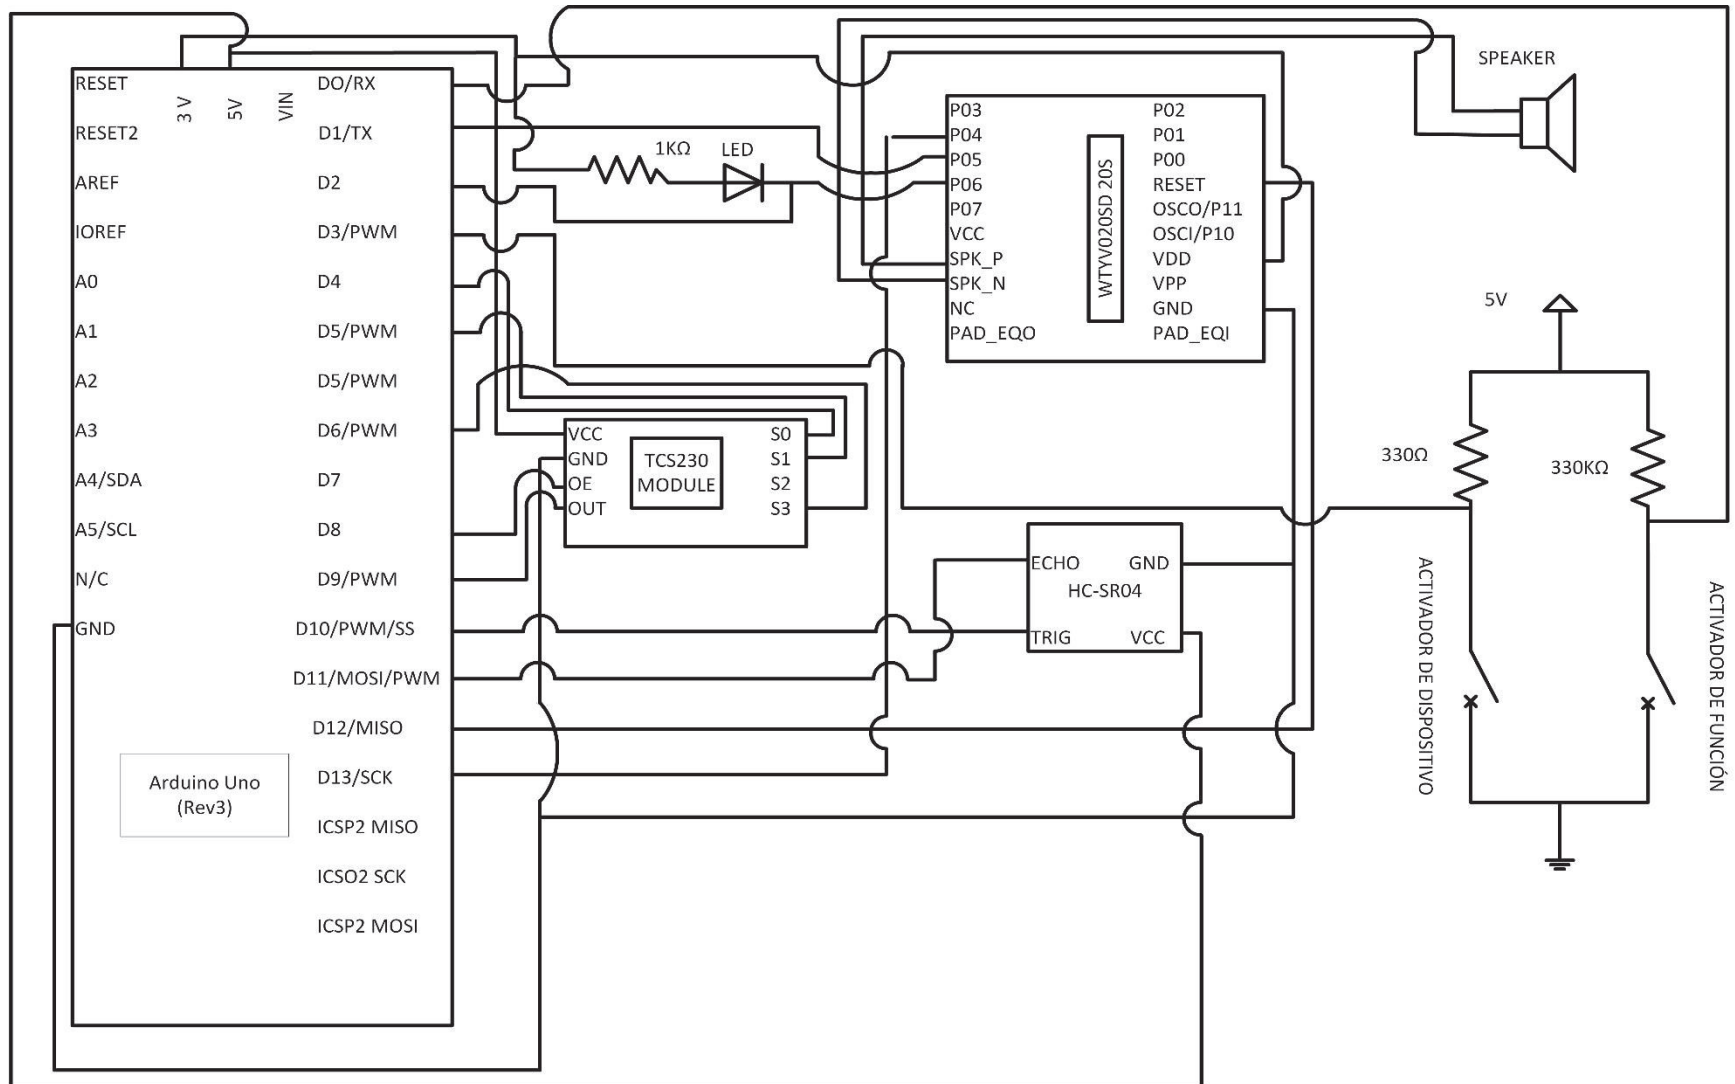 RESET
RESET2
AREF
IOREF
A0
A1
A2
A3
A4/SDA
A5/SCL
N/C
GND
3 V
5V
VIN
DO/RX
D1/TX
D2
D3/PWM
D4
D5/PWM
D5/PWM
D6/PWM
D7
D8
D9/PWM
D10/PWM/SS
D11/MOSI/PWM
D12/MISO
D13/SCK
ICSP2 MISO
ICSO2 SCK
ICSP2 MOSI
Arduino Uno
(Rev3)
1KΩ
LED
VCC
GND
OE
OUT
TCS230
MODULE
S0
S1
S2
S3
P03
P04
P05
P06
P07
VCC
SPK_P
SPK_N
NC
PAD_EQO
WTYV020SD 20S
P02
P01
P00
RESET
OSCO/P11
OSCI/P10
VDD
VPP
GND
PAD_EQI
ECHO
GND
HC-SR04
TRIG
VCC
SPEAKER
5V
330Ω
330KΩ
ACTIVADOR DE DISPOSITIVO
ACTIVADOR DE FUNCIÓN